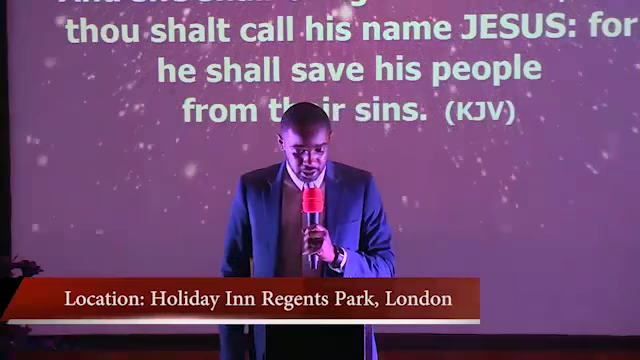 thou shalt call his name JESUS: for
he shall save his people
from their sins. (KJV)
Location: Holiday Inn Regents Park, London